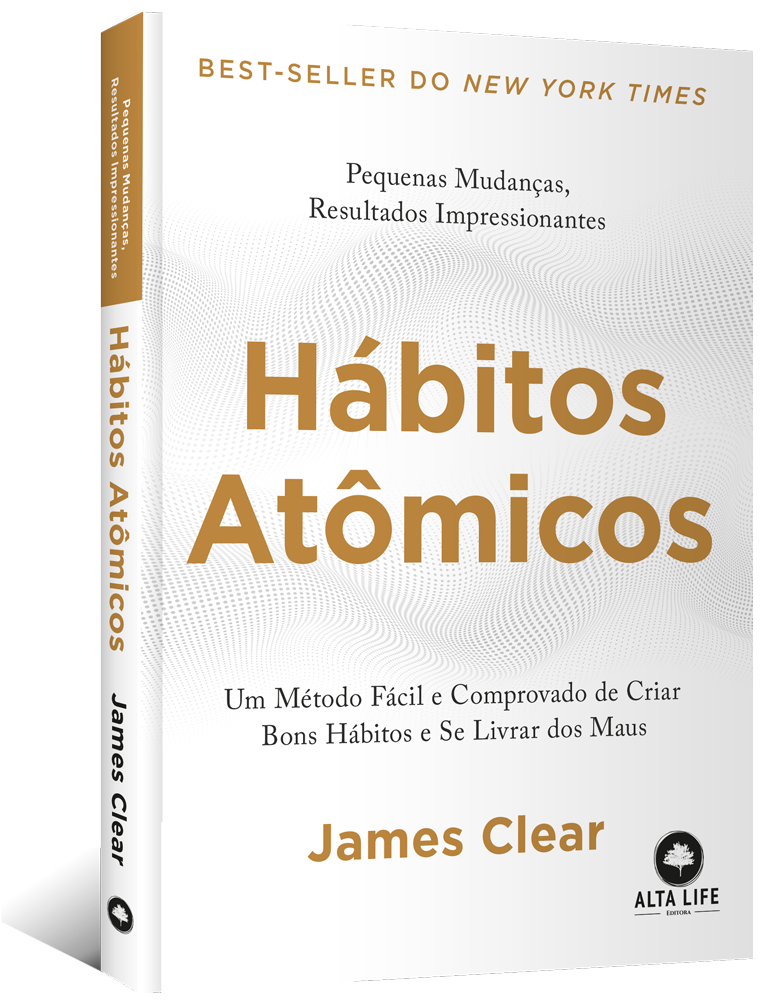 BEST-SELLER DO NEW YORK TIMES
Pequenas Mudanças,
Resultados Impressionantes
Hábitos
Atômicos
Um Método Fácil e Comprovado de Criar
Bons Hábitos e Se Livrar dos Maus
James Clear
ALTA LIFE
EDITORA
Pequenas Mudanças,
Resultados Impressionantes
Hábitos Atômicos
James Clear